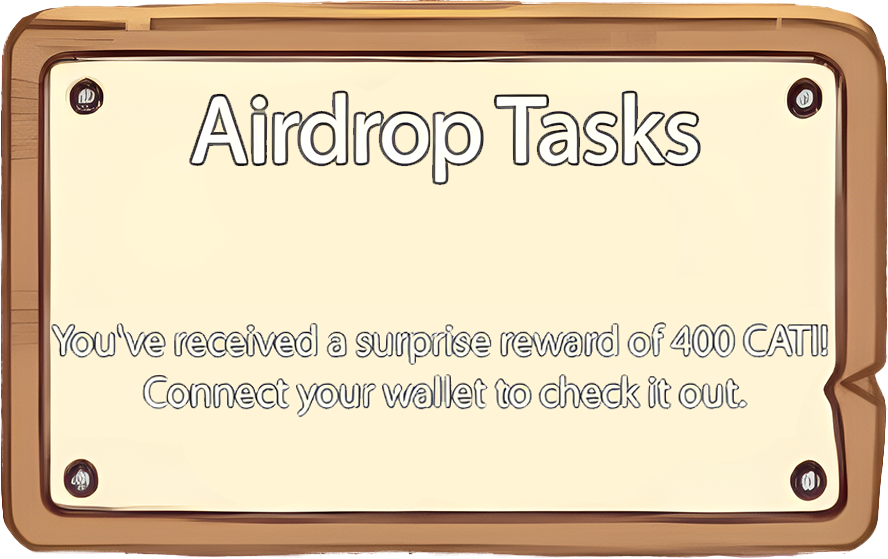 Airdrop Tasks
You've received a surprise reward of 400 CATI!
Connect your wallet to check it out.